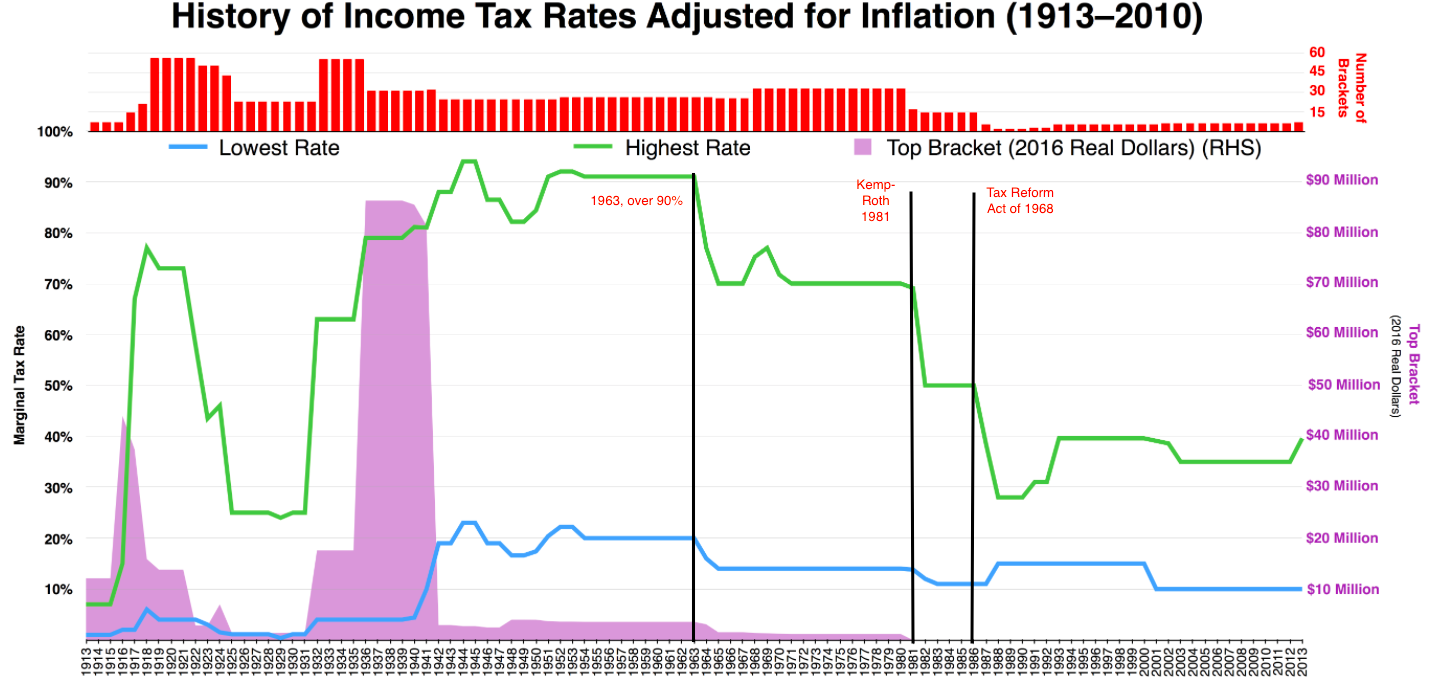 History of Income Tax Rates Adjusted for Inflation (1913–2010)
60
45
30
15
Number of
Brackets
Lowest Rate
Highest Rate
Top Bracket (2016 Real Dollars) (RHS)
100%
90%
80%
70%
60%
50%
40%
30%
20%
10%
Marginal Tax Rate
1963, over 90%
Kemp-
Roth
1981
Tax Reform
Act of 1968
$90 Million
$80 Million
$70 Million
$60 Million
$50 Million
$40 Million
$30 Million
$20 Million
$10 Million
Top Bracket
(2016 Real Dollars)
1913 1914 1915 1916 1917 1918 1919 1920 1921 1922 1923 1924 1925 1926 1927 1928 1929 1930 1931 1932 1933 1934 1935 1936 1937 1938 1939 1940 1941 1942 1943 1944 1945 1946 1947 1948 1949 1950 1951 1952 1953 1954 1955 1956 1957 1958 1959 1960 1961 1962 1963 1964 1965 1966 1967 1968 1969 1970 1971 1972 1973 1974 1975 1976 1977 1978 1979 1980 1981 1982 1983 1984 1985 1986 1987 1988 1989 1990 1991 1992 1993 1994 1995 1996 1997 1998 1999 2000 2001 2002 2003 2004 2005 2006 2007 2008 2009 2010 2011 2012 2013